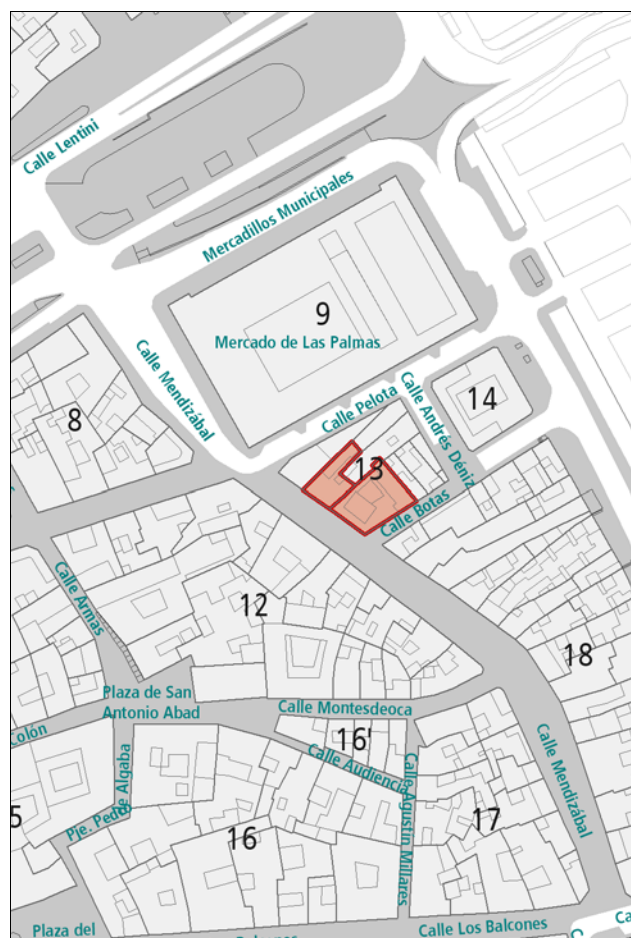 Calle Lentini
Mercadillos Municipales
9
Mercado de Las Palmas
Calle Mendizábal
8
Calle Pelota
Calle Andrés Déniz
14
13
Calle Botas
Calle Armas
12
18
Plaza de San
Antonio Abad
Calle Montesdeoca
16'
Calle Audiencia
Calle Agustín Millares
Calle Mendizábal
Colón
5
Pje. Pedro de Algaba
16
17
Plaza del
Calle Los Balcones
Ca